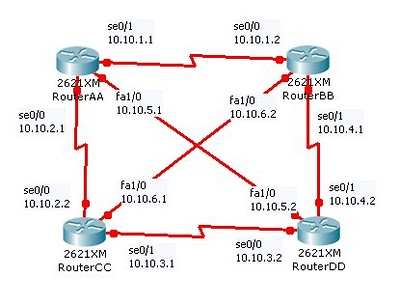 se0/1
10.10.1.1
se0/0
10.10.1.2
2621XM
RouterAA
2621XM
RouterBB
fa1/0
10.10.5.1
fa1/0
10.10.6.2
se0/0
10.10.2.1
se0/1
10.10.4.1
se0/0
10.10.2.2
fa1/0
10.10.6.1
fa1/0
10.10.5.2
se0/1
10.10.4.2
2621XM
RouterCC
se0/1
10.10.3.1
se0/0
10.10.3.2
2621XM
RouterDD